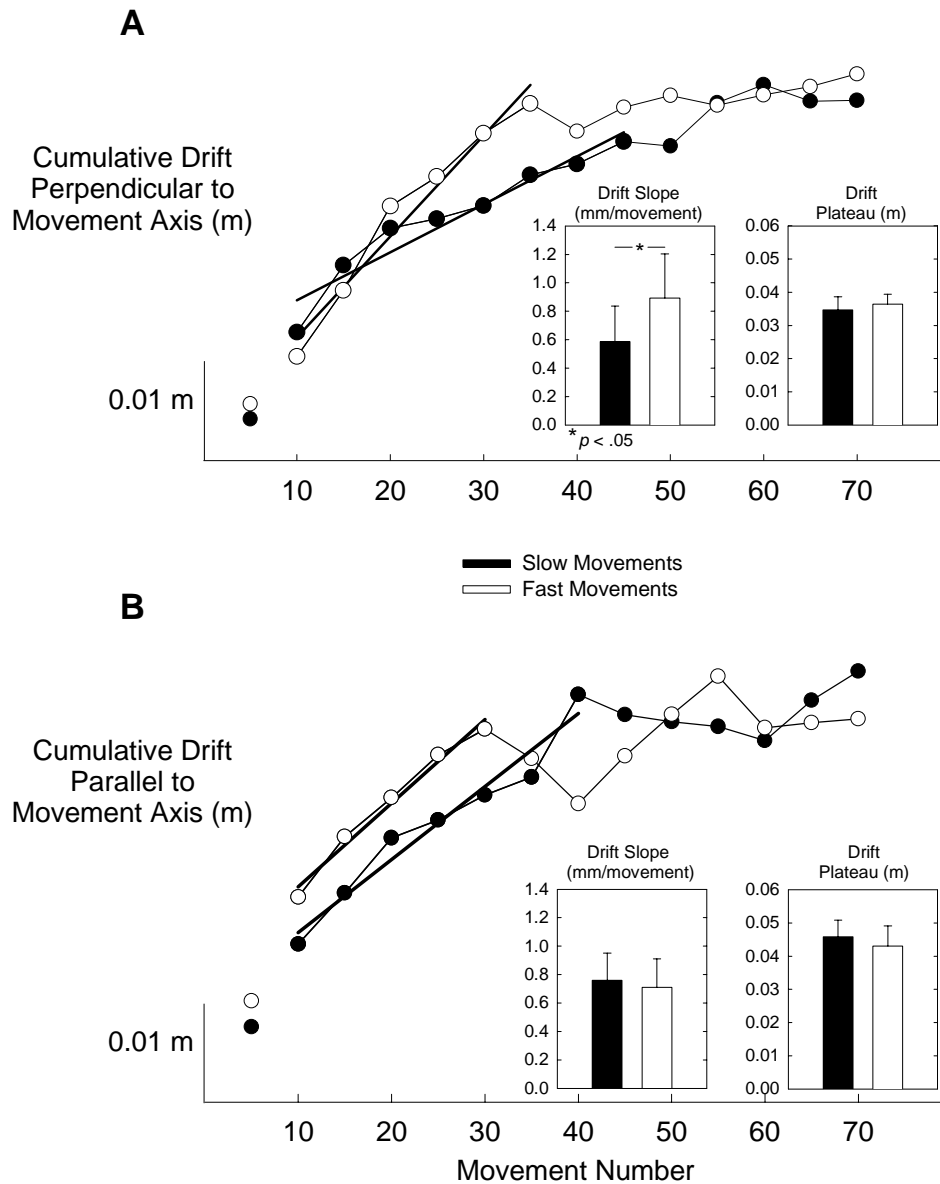 A
Cumulative Drift
Perpendicular to
Movement Axis (m)
0.01 m
Drift Slope
(mm/movement)
1.4
1.2
1.0
0.8
0.6
0.4
0.2
0.0
*
* p < .05
Drift
Plateau (m)
0.06
0.05
0.04
0.03
0.02
0.01
0.00
10 20 30 40 50 60 70
Slow Movements
Fast Movements
B
Cumulative Drift
Parallel to
Movement Axis (m)
0.01 m
Drift Slope
(mm/movement)
1.4
1.2
1.0
0.8
0.6
0.4
0.2
0.0
Drift
Plateau (m)
0.06
0.05
0.04
0.03
0.02
0.01
0.00
10 20 30 40 50 60 70
Movement Number